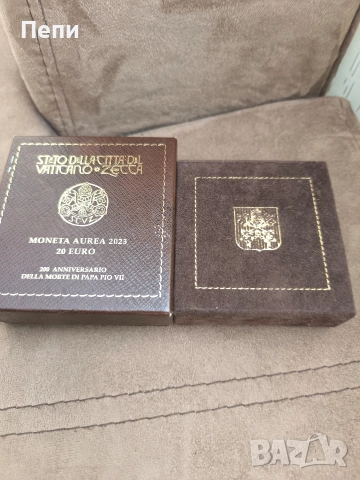 Пепи
STATO DELLA CITTÀ DEL
VATICANO • ZECCA
MONETA AUREA 2023
20 EURO
200 ANNIVERSARIO
DELLA MORTE DI PAPA PIO VII
BAZAR